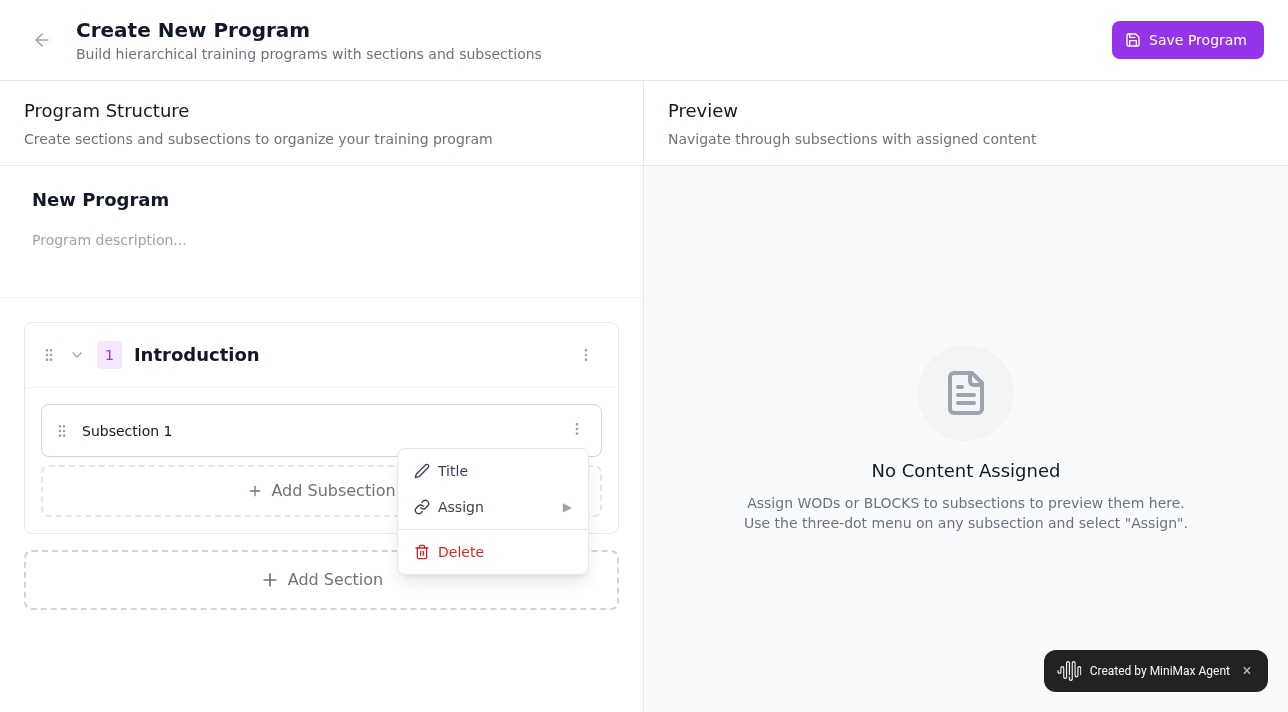 Create New Program
Build hierarchical training programs with sections and subsections
Save Program
Program Structure
Create sections and subsections to organize your training program
Preview
Navigate through subsections with assigned content
New Program
Program description...
1
Introduction
Subsection 1
Add Subsection
Title
Assign
Delete
Add Section
No Content Assigned
Assign WODs or BLOCKS to subsections to preview them here.
Use the three-dot menu on any subsection and select "Assign".
Created by MiniMax Agent